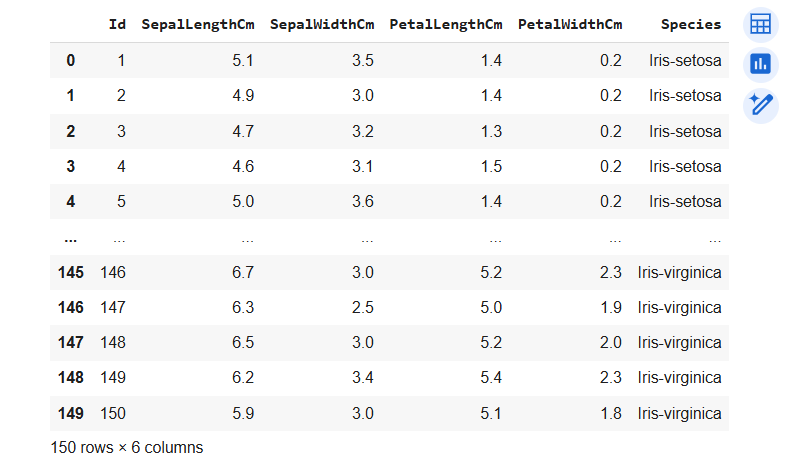 Id SepalLengthCm SepalWidthCm PetalLengthCm PetalWidthCm Species
0 1 5.1 3.5 1.4 0.2 Iris-setosa
1 2 4.9 3.0 1.4 0.2 Iris-setosa
2 3 4.7 3.2 1.3 0.2 Iris-setosa
3 4 4.6 3.1 1.5 0.2 Iris-setosa
4 5 5.0 3.6 1.4 0.2 Iris-setosa
... ... ... ... ... ... ...
145 146 6.7 3.0 5.2 2.3 Iris-virginica
146 147 6.3 2.5 5.0 1.9 Iris-virginica
147 148 6.5 3.0 5.2 2.0 Iris-virginica
148 149 6.2 3.4 5.4 2.3 Iris-virginica
149 150 5.9 3.0 5.1 1.8 Iris-virginica
150 rows × 6 columns